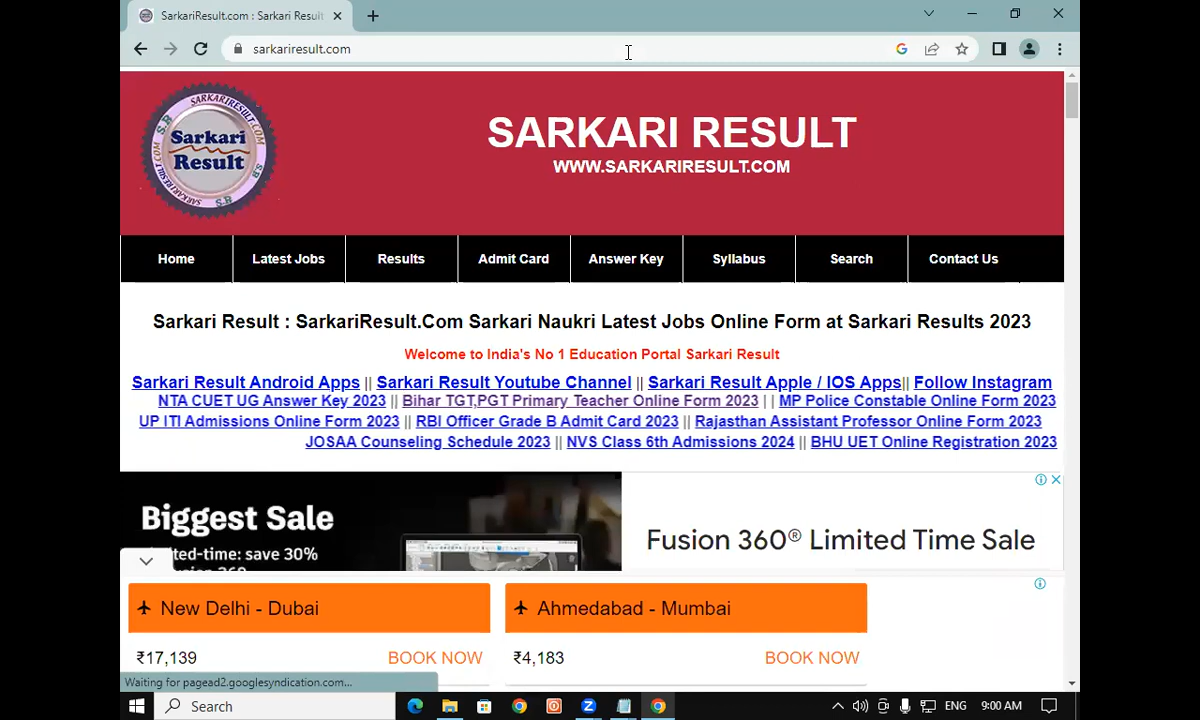 SarkariResult.com : Sarkari Result
sarkariresult.com
SARKARIRESULT.COM
Sarkari
Result
SARKARI RESULT
WWW.SARKARIRESULT.COM
Home Latest Jobs Results Admit Card Answer Key Syllabus Search Contact Us
Sarkari Result : SarkariResult.Com Sarkari Naukri Latest Jobs Online Form at Sarkari Results 2023
Welcome to India's No 1 Education Portal Sarkari Result
Sarkari Result Android Apps || Sarkari Result Youtube Channel || Sarkari Result Apple / IOS Apps|| Follow Instagram
NTA CUET UG Answer Key 2023 || Bihar TGT,PGT Primary Teacher Online Form 2023 | | MP Police Constable Online Form 2023
UP ITI Admissions Online Form 2023 || RBI Officer Grade B Admit Card 2023 || Rajasthan Assistant Professor Online Form 2023
JOSAA Counseling Schedule 2023 || NVS Class 6th Admissions 2024 || BHU UET Online Registration 2023
Biggest Sale
ted-time: save 30%
Fusion 360® Limited Time Sale
New Delhi - Dubai
₹17,139 BOOK NOW
Ahmedabad - Mumbai
₹4,183 BOOK NOW
Waiting for pagead2.googlesyndication.com...
Search
ENG 9:00 AM